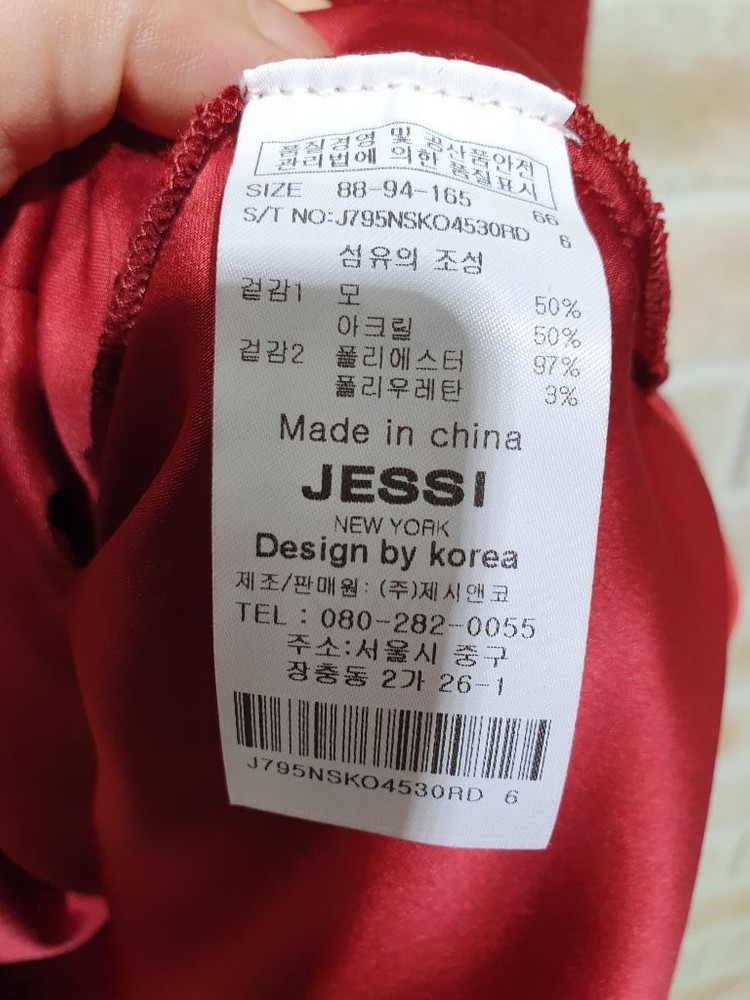 품질경영 및 공산품안전
관리법에 의한 품질표시
SIZE 88-94-165
66
S/T NO:J795NSKO4530RD 6
섬유의 조성
겉감1 모 50%
아크릴 50%
겉감2 폴리에스터 97%
폴리우레탄 3%
Made in china
JESSI
NEW YORK
Design by korea
제조/판매원: (주)제시앤코
TEL : 080-282-0055
주소:서울시 중구
장충동 2가 26-1
J795NSKO4530RD 6